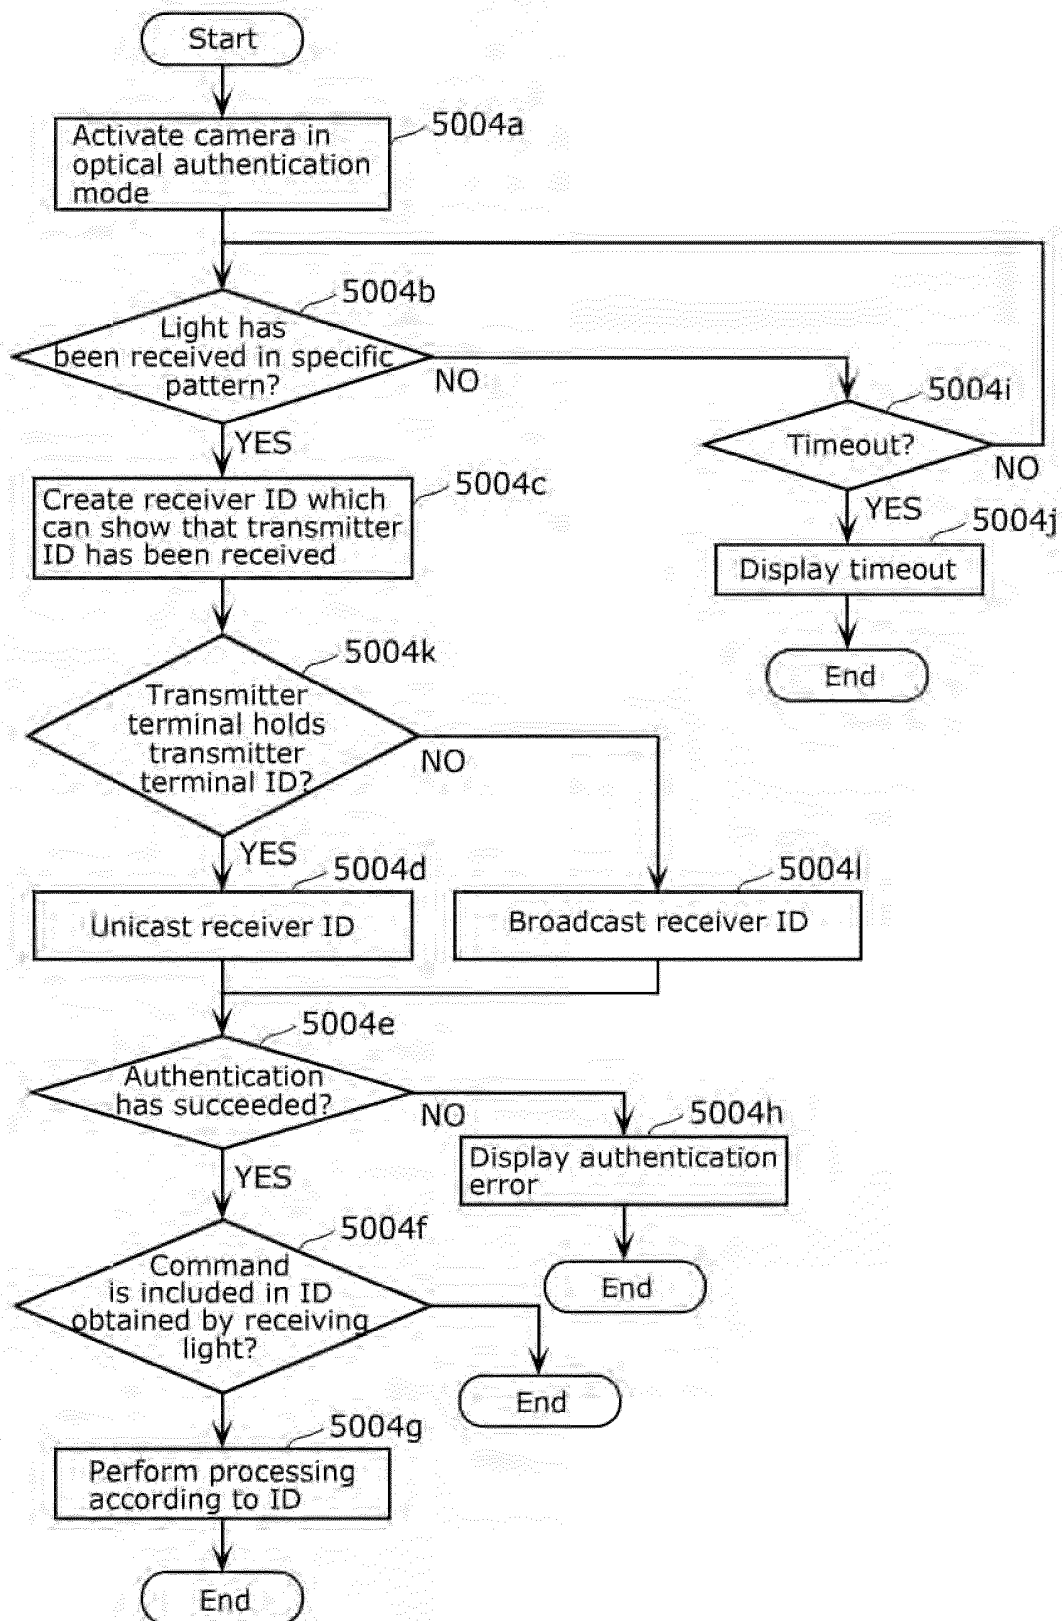 Start
5004a
Activate camera in
optical authentication
mode
5004b
Light has
been received in specific
pattern?
NO
YES
5004i
Timeout?
NO
YES
5004j
Display timeout
End
5004c
Create receiver ID which
can show that transmitter
ID has been received
5004k
Transmitter
terminal holds
transmitter
terminal ID?
NO
YES
5004d
Unicast receiver ID
5004l
Broadcast receiver ID
5004e
Authentication
has succeeded?
NO
YES
5004h
Display authentication
error
End
5004f
Command
is included in ID
obtained by receiving
light?
End
5004g
Perform processing
according to ID
End